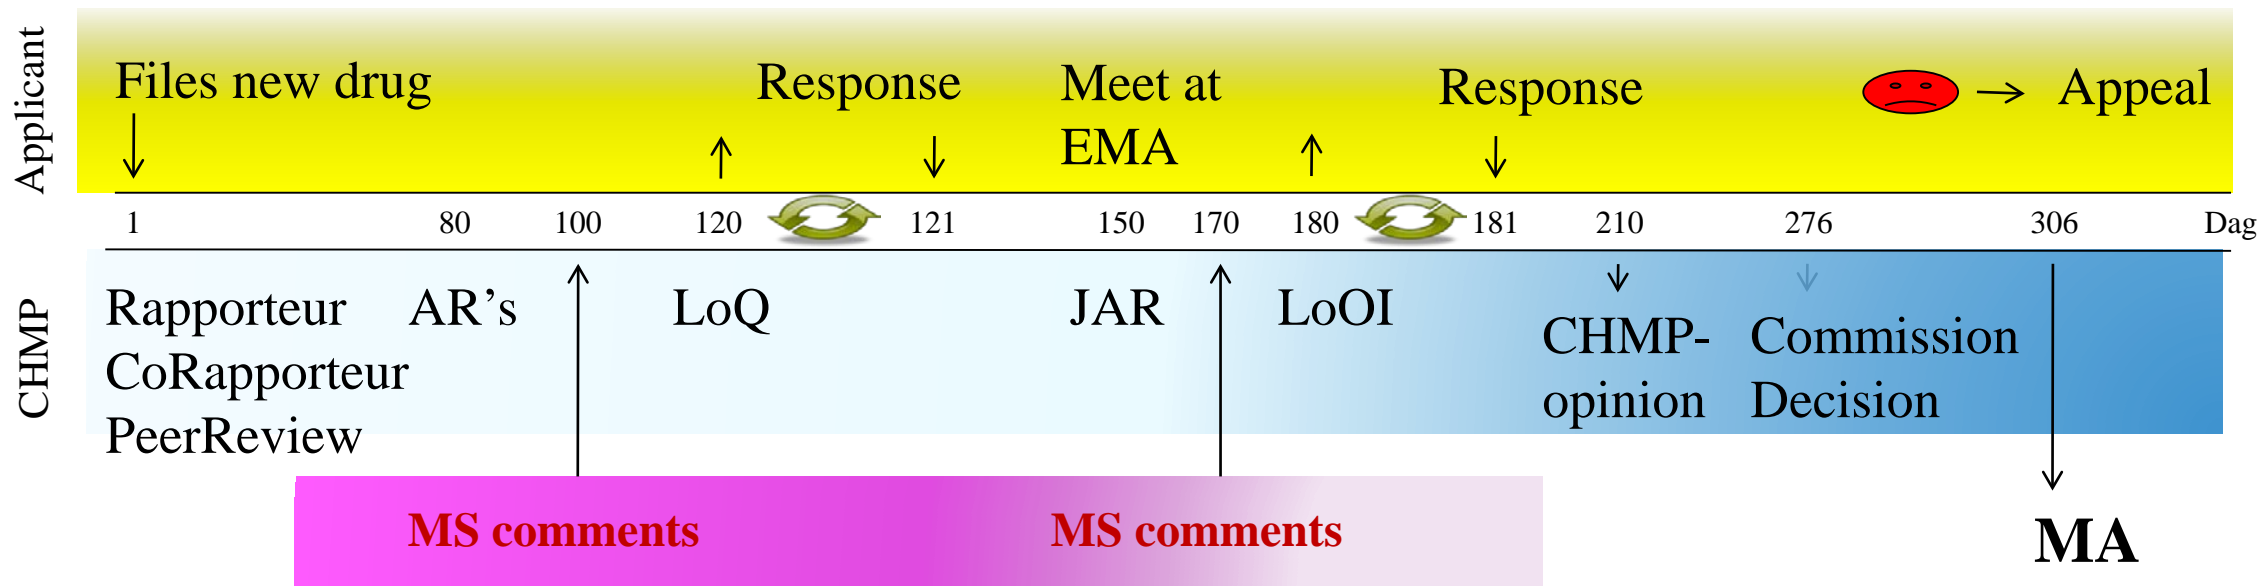 Applicant
Files new drug
Response
Meet at
EMA
Response
Appeal
1 80 100 120 121 150 170 180 181 210 276 306 Dag
CHMP
Rapporteur
CoRapporteur
PeerReview
AR’s
LoQ
JAR
LoOI
CHMP-
opinion
Commission
Decision
MS comments
MS comments
MA